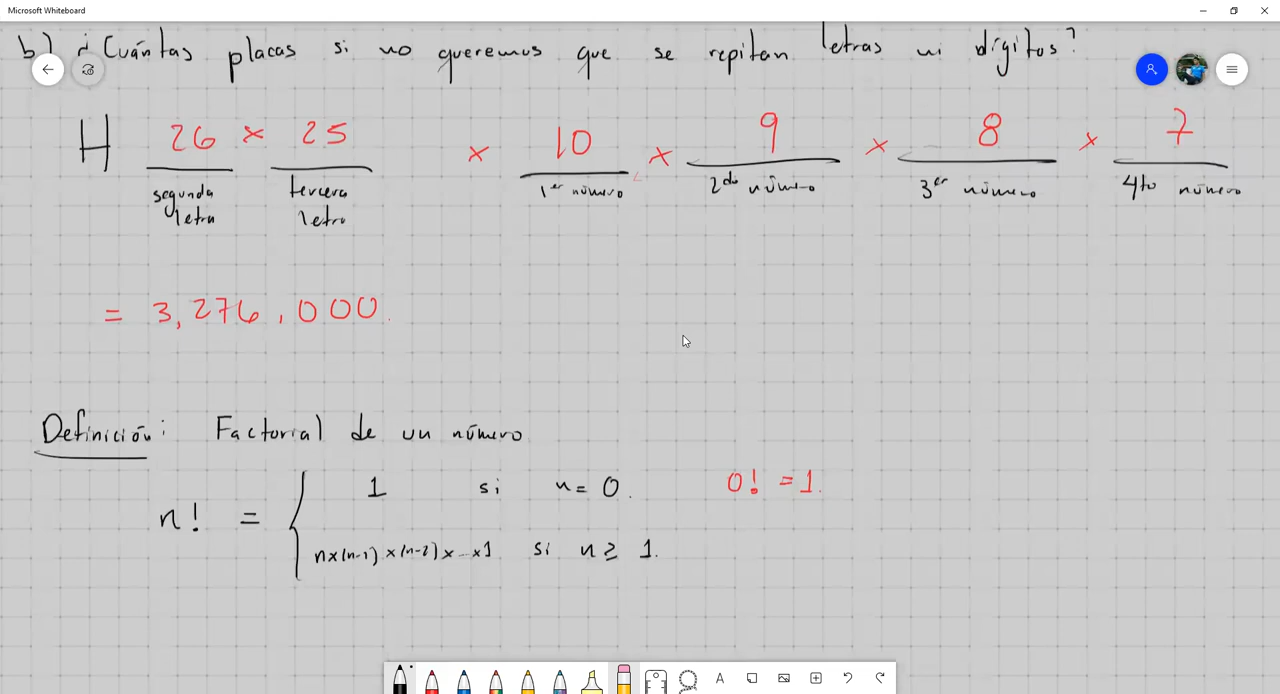 Microsoft Whiteboard
b) ¿Cuántas placas si no queremos que se repitan letras ni dígitos?
H 26 × 25 × 10 × 9 × 8 × 7
segunda letra tercera letra 1er número 2do número 3er número 4to número
= 3,276,000.
Definición: Factorial de un número
n! = { 1 si n = 0. 0! = 1.
n×(n-1)×(n-2)×...×1 si n ≥ 1.
A